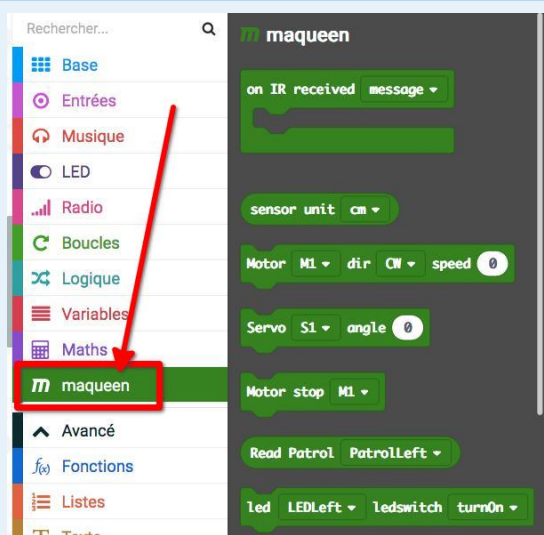 Rechercher...
Base
Entrées
Musique
LED
Radio
Boucles
Logique
Variables
Maths
m maqueen
Avancé
f(x) Fonctions
Listes
m maqueen
on IR received message
sensor unit cm
Motor M1 dir CW speed 0
Servo S1 angle 0
Motor stop M1
Read Patrol PatrolLeft
led LEDLeft ledswitch turnOn